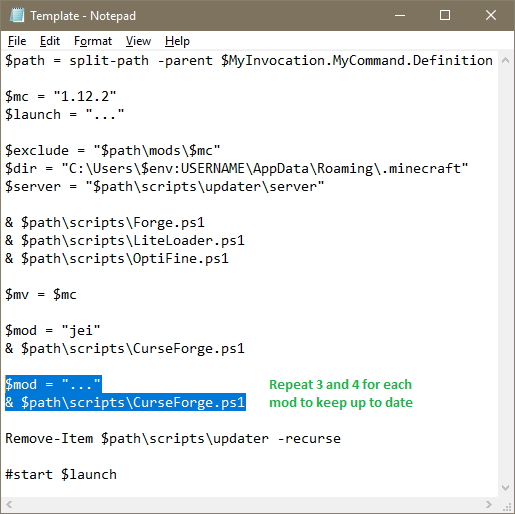 Template - Notepad
File Edit Format View Help
$path = split-path -parent $MyInvocation.MyCommand.Definition
$mc = "1.12.2"
$launch = "..."
$exclude = "$path\mods\$mc"
$dir = "C:\Users\$env:USERNAME\AppData\Roaming\.minecraft"
$server = "$path\scripts\updater\server"
& $path\scripts\Forge.ps1
& $path\scripts\LiteLoader.ps1
& $path\scripts\OptiFine.ps1
$mv = $mc
$mod = "jei"
& $path\scripts\CurseForge.ps1
$mod = "..."
& $path\scripts\CurseForge.ps1
Repeat 3 and 4 for each
mod to keep up to date
Remove-Item $path\scripts\updater -recurse
#start $launch